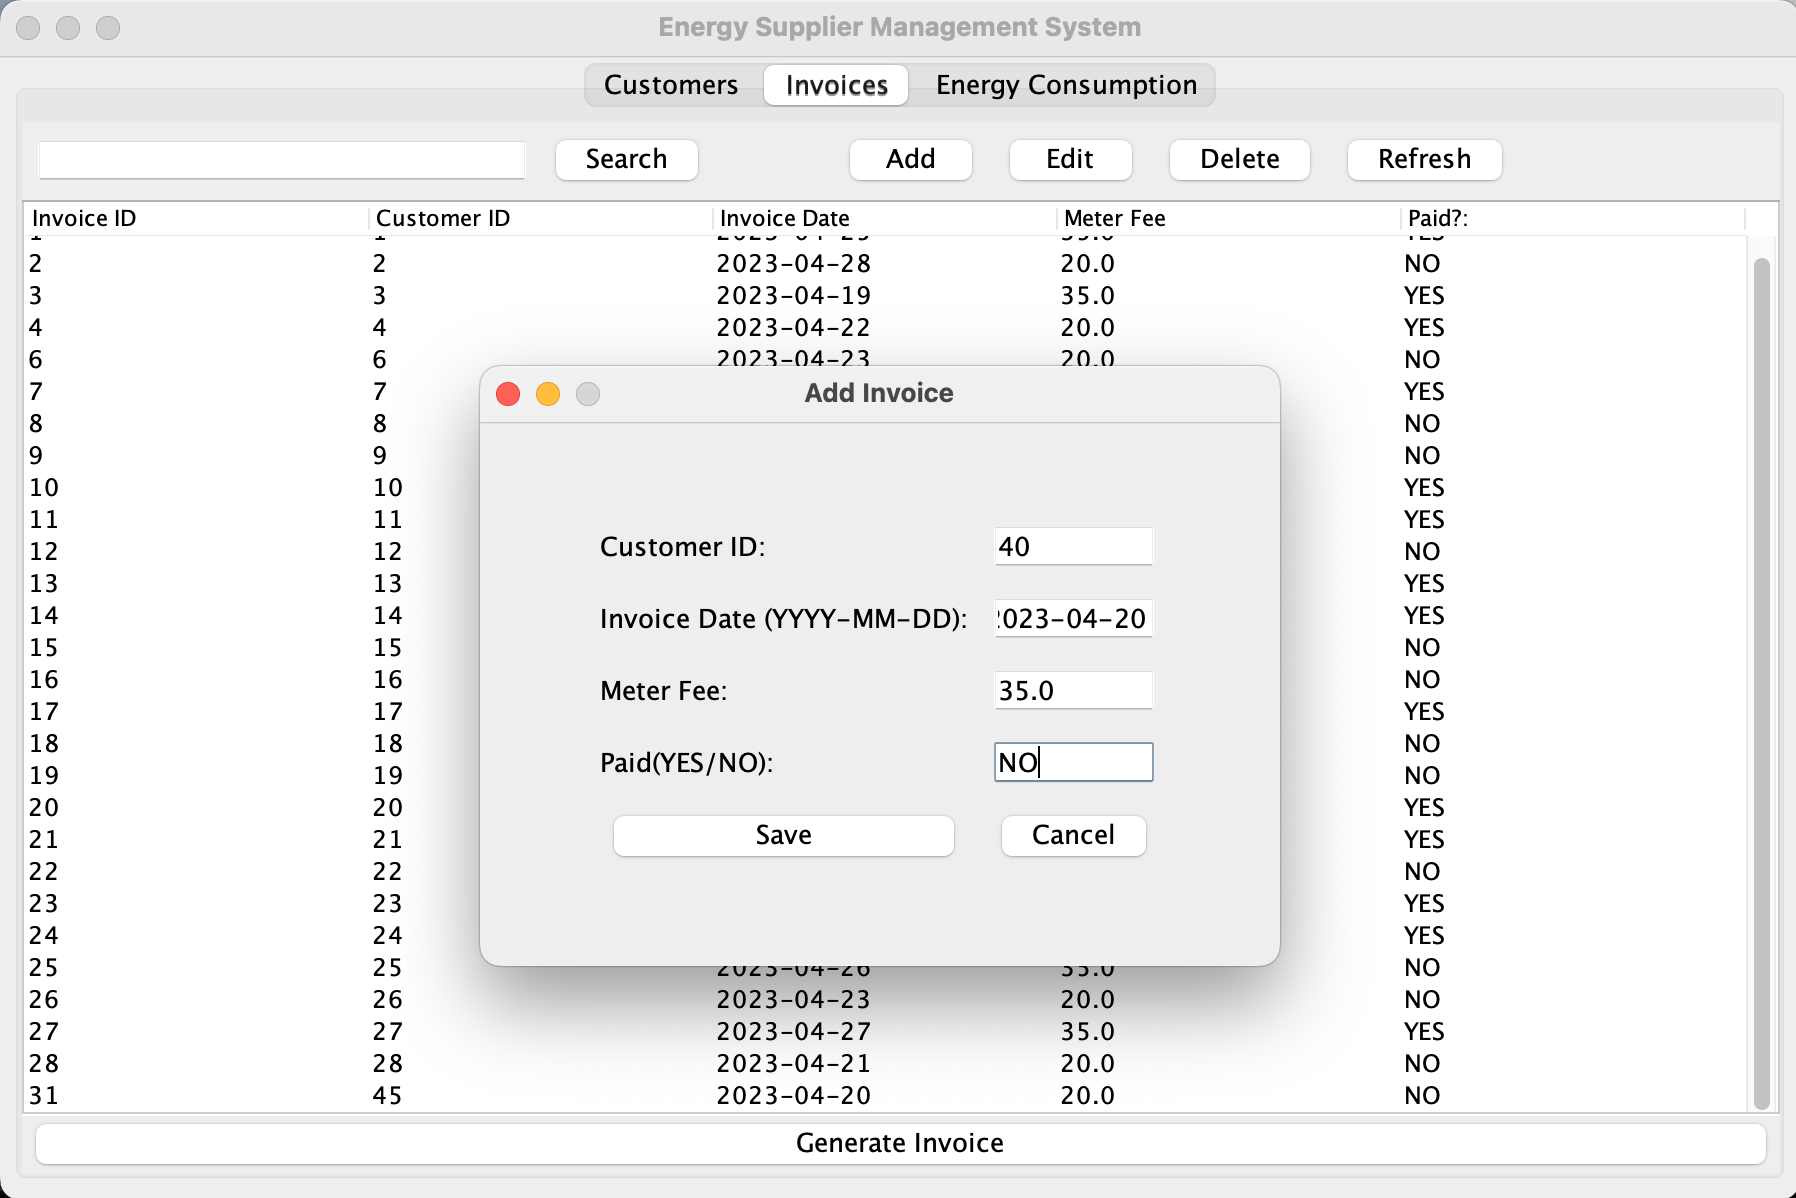 Energy Supplier Management System
Customers Invoices Energy Consumption
Search Add Edit Delete Refresh
Invoice ID Customer ID Invoice Date Meter Fee Paid?:
2 2 2023-04-28 20.0 NO
3 3 2023-04-19 35.0 YES
4 4 2023-04-22 20.0 YES
6 6 2023-04-23 20.0 NO
7 7 YES
8 8 NO
9 9 NO
10 10 YES
11 11 YES
12 12 NO
13 13 YES
14 14 YES
15 15 NO
16 16 NO
17 17 YES
18 18 NO
19 19 NO
20 20 YES
21 21 YES
22 22 NO
23 23 YES
24 24 YES
25 25 2023-04-26 35.0 NO
26 26 2023-04-23 20.0 NO
27 27 2023-04-27 35.0 YES
28 28 2023-04-21 20.0 NO
31 45 2023-04-20 20.0 NO
Generate Invoice
Add Invoice
Customer ID: 40
Invoice Date (YYYY-MM-DD): 2023-04-20
Meter Fee: 35.0
Paid(YES/NO): NO
Save Cancel